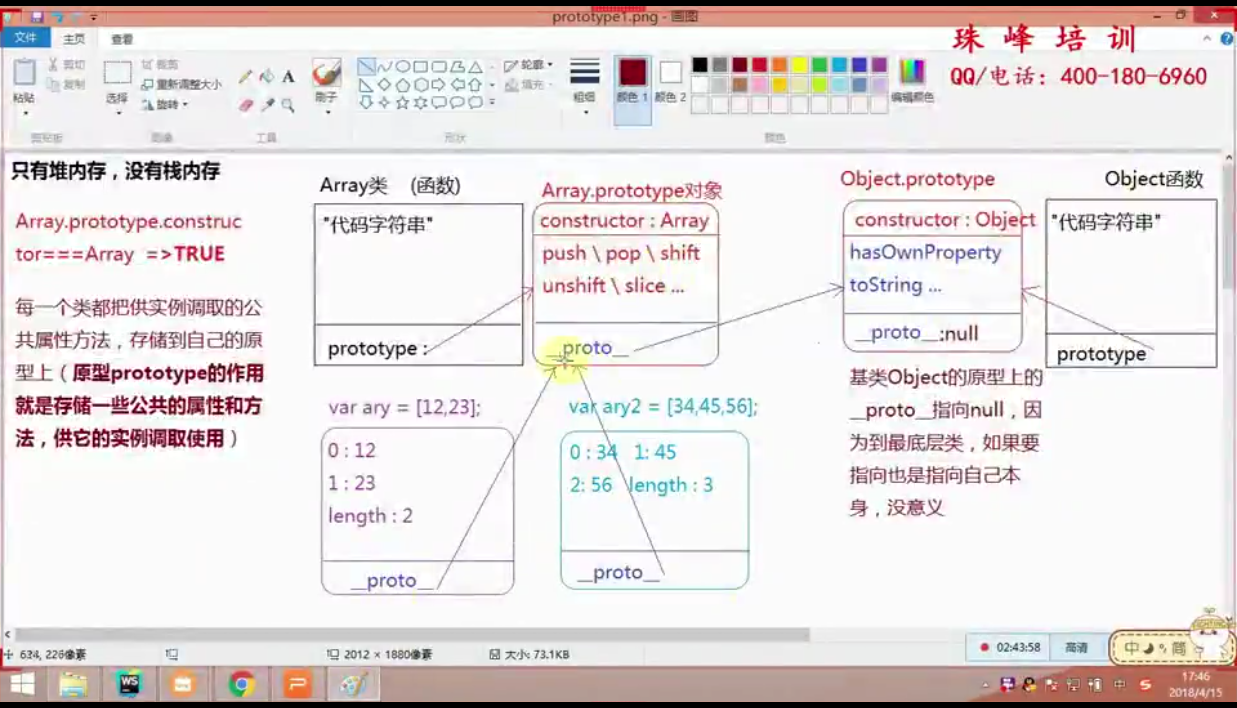 prototype1.png - 画图
文件 主页 查看
珠峰培训
QQ/电话：400-180-6960
粘贴 剪切 复制
选择 裁剪 重新调整大小 旋转
A
刷子
轮廓 填充
粗细
颜色 1 颜色 2
编辑颜色
剪贴板 图像 工具 形状 颜色
只有堆内存，没有栈内存
Array.prototype.construc
tor===Array =>TRUE
每一个类都把供实例调取的公
共属性方法，存储到自己的原
型上（原型prototype的作用
就是存储一些公共的属性和方
法，供它的实例调取使用）
Array类 (函数)
"代码字符串"
prototype :
Array.prototype对象
constructor : Array
push \ pop \ shift
unshift \ slice ...
__proto__
Object.prototype
constructor : Object
hasOwnProperty
toString ...
__proto__:null
Object函数
"代码字符串"
prototype
var ary = [12,23];
0 : 12
1 : 23
length : 2
__proto__
var ary2 = [34,45,56];
0 : 34 1: 45
2: 56 length : 3
__proto__
基类Object的原型上的
__proto__指向null，因
为到最底层类，如果要
指向也是指向自己本
身，没意义
634, 226像素
2012 × 1880像素
大小: 73.1KB
02:43:58 高清
中 简
WS
中
17:46
2018/4/15